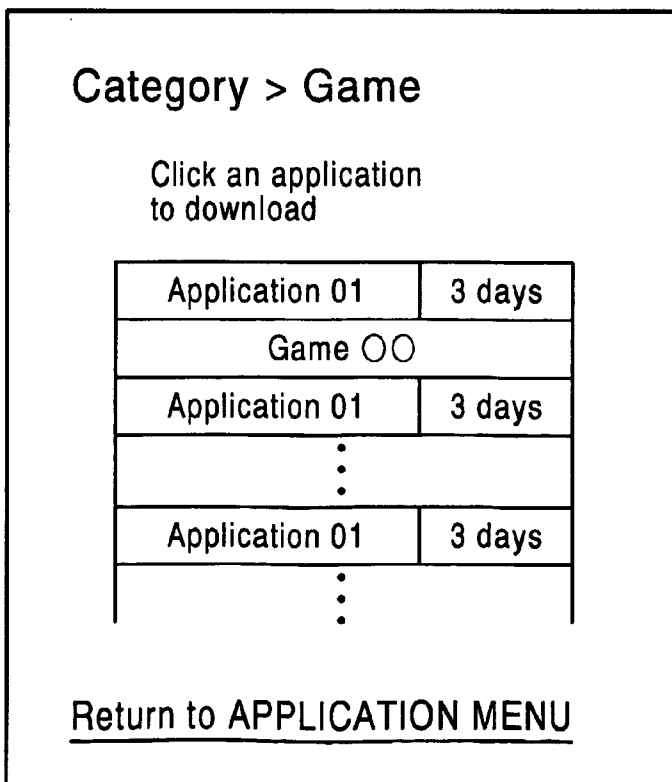 Category > Game
Click an application
to download
Application 01 3 days
Game ○○
Application 01 3 days
Application 01 3 days
Return to APPLICATION MENU